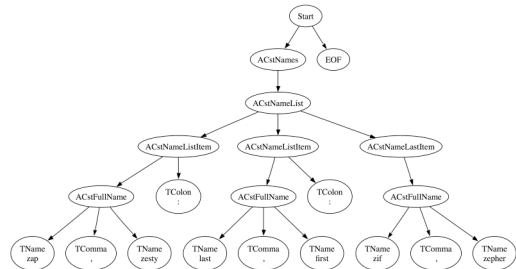 Start
ACstNames
EOF
ACstNameList
ACstNameListItem
ACstNameListItem
ACstNameLastItem
ACstFullName
TColon
:
ACstFullName
TColon
:
ACstFullName
TName
zap
TComma
,
TName
zesty
TName
last
TComma
,
TName
first
TName
zif
TComma
,
TName
zepher